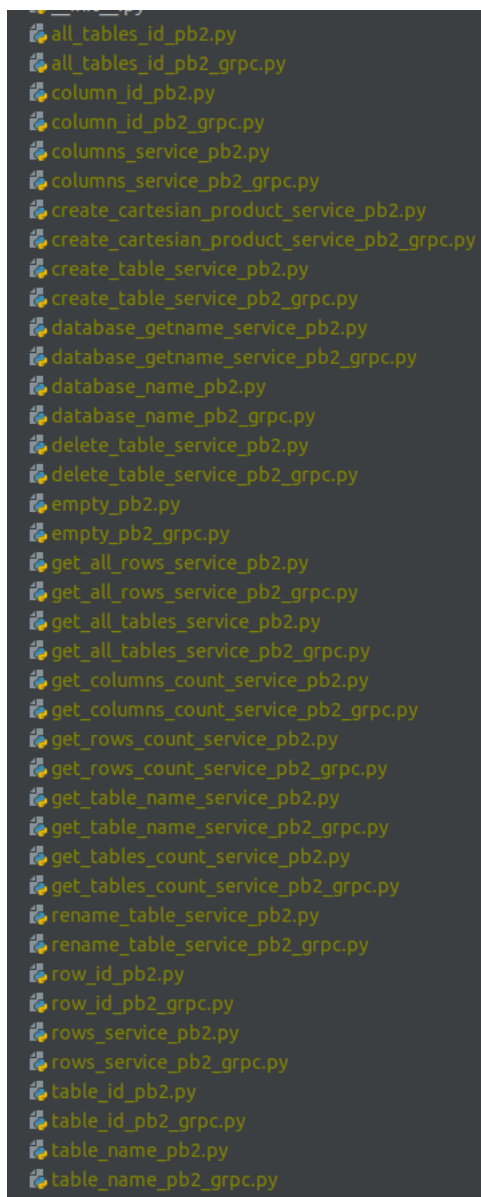 all_tables_id_pb2.py
all_tables_id_pb2_grpc.py
column_id_pb2.py
column_id_pb2_grpc.py
columns_service_pb2.py
columns_service_pb2_grpc.py
create_cartesian_product_service_pb2.py
create_cartesian_product_service_pb2_grpc.py
create_table_service_pb2.py
create_table_service_pb2_grpc.py
database_getname_service_pb2.py
database_getname_service_pb2_grpc.py
database_name_pb2.py
database_name_pb2_grpc.py
delete_table_service_pb2.py
delete_table_service_pb2_grpc.py
empty_pb2.py
empty_pb2_grpc.py
get_all_rows_service_pb2.py
get_all_rows_service_pb2_grpc.py
get_all_tables_service_pb2.py
get_all_tables_service_pb2_grpc.py
get_columns_count_service_pb2.py
get_columns_count_service_pb2_grpc.py
get_rows_count_service_pb2.py
get_rows_count_service_pb2_grpc.py
get_table_name_service_pb2.py
get_table_name_service_pb2_grpc.py
get_tables_count_service_pb2.py
get_tables_count_service_pb2_grpc.py
rename_table_service_pb2.py
rename_table_service_pb2_grpc.py
row_id_pb2.py
row_id_pb2_grpc.py
rows_service_pb2.py
rows_service_pb2_grpc.py
table_id_pb2.py
table_id_pb2_grpc.py
table_name_pb2.py
table_name_pb2_grpc.py